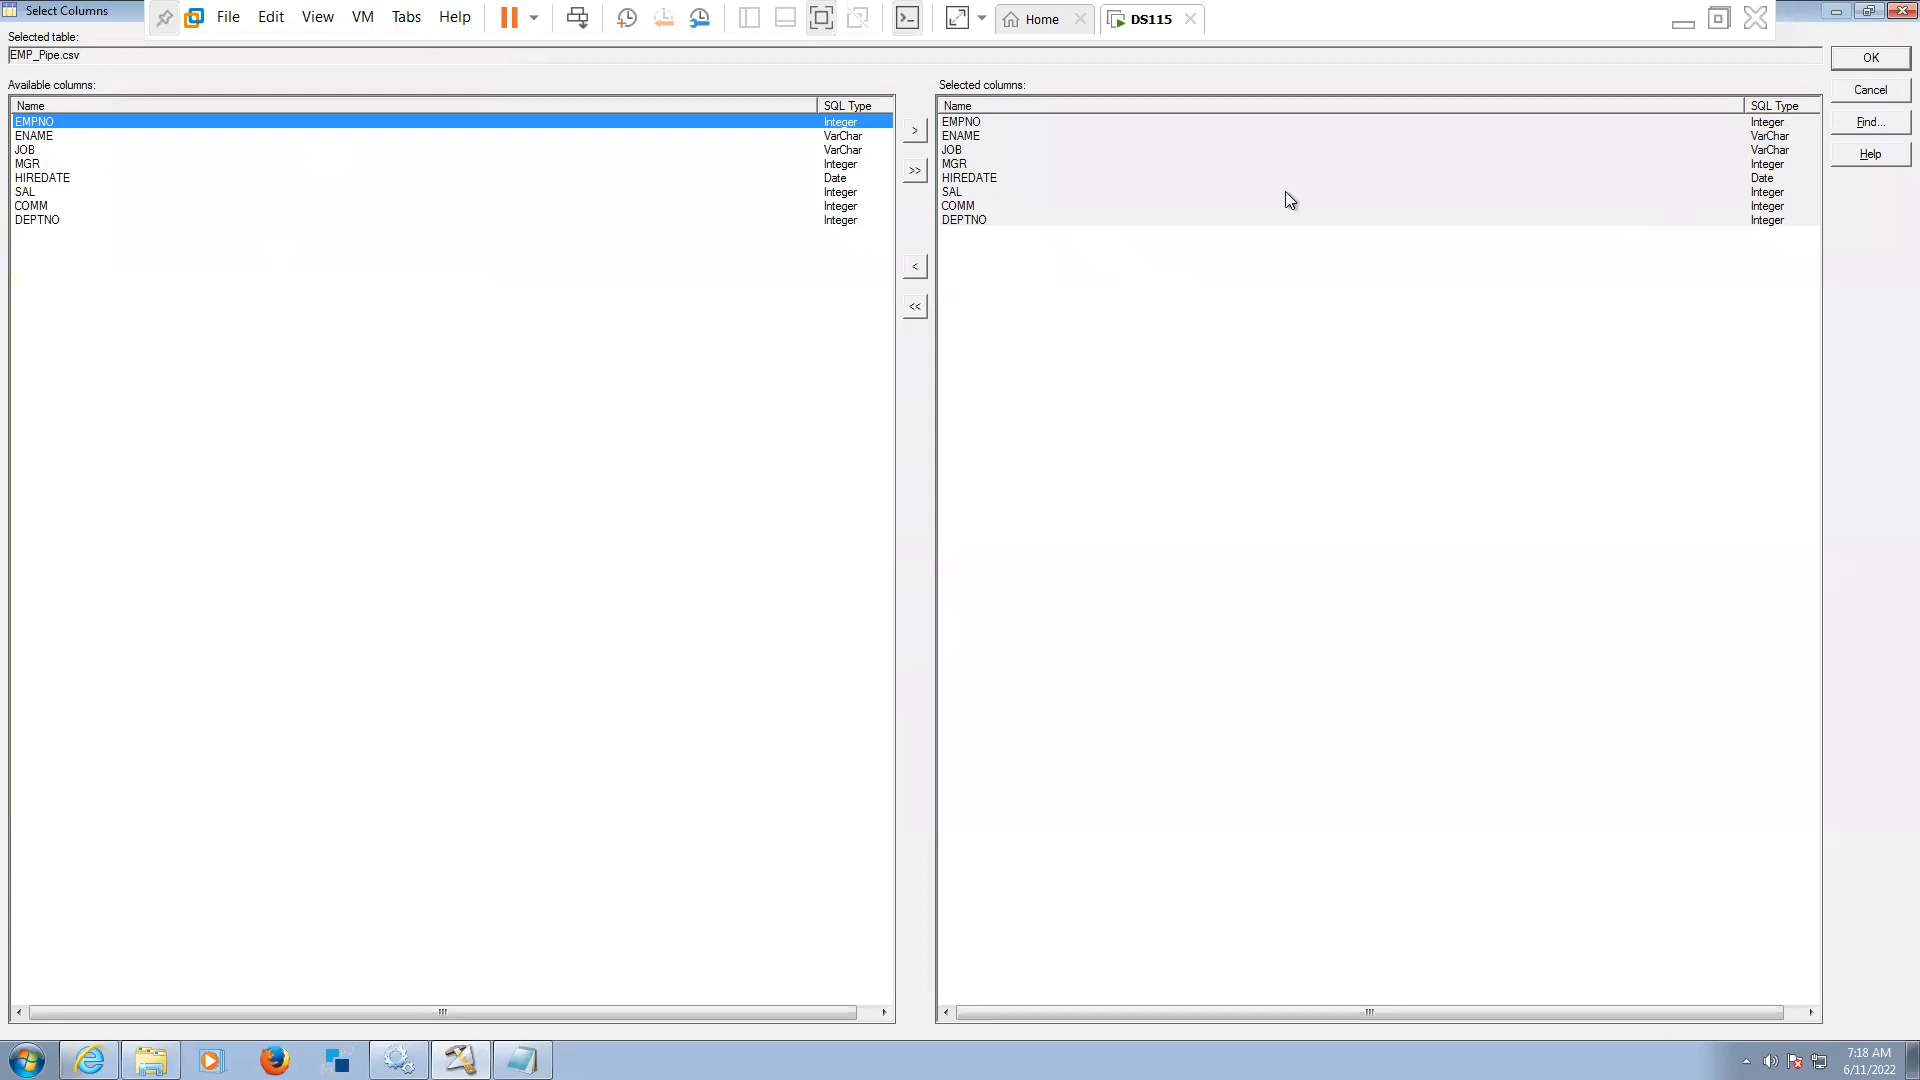 Select Columns
File Edit View VM Tabs Help
Home
DS115
Selected table:
EMP_Pipe.csv
OK
Available columns:
Selected columns:
Cancel
Name SQL Type
Name SQL Type
EMPNO Integer
ENAME VarChar
JOB VarChar
MGR Integer
HIREDATE Date
SAL Integer
COMM Integer
DEPTNO Integer
>
>>
<
<<
EMPNO Integer
ENAME VarChar
JOB VarChar
MGR Integer
HIREDATE Date
SAL Integer
COMM Integer
DEPTNO Integer
Find...
Help
7:18 AM
6/11/2022